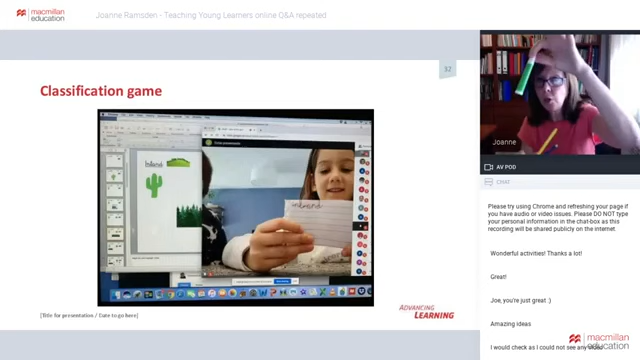 macmillan
education
Joanne Ramsden - Teaching Young Learners online Q&A repeated
32
Classification game
Island
[Title for presentation / Date to go here]
ADVANCING
LEARNING
Joanne
AV POD
CHAT
Please try using Chrome and refreshing your page if
you have audio or video issues. Please DO NOT type
your personal information in the chat-box as this
recording will be shared publicly on the internet.
Wonderful activities! Thanks a lot!
Great!
Joe, you're just great :)
Amazing ideas
I would check as I could not see any
macmillan
education